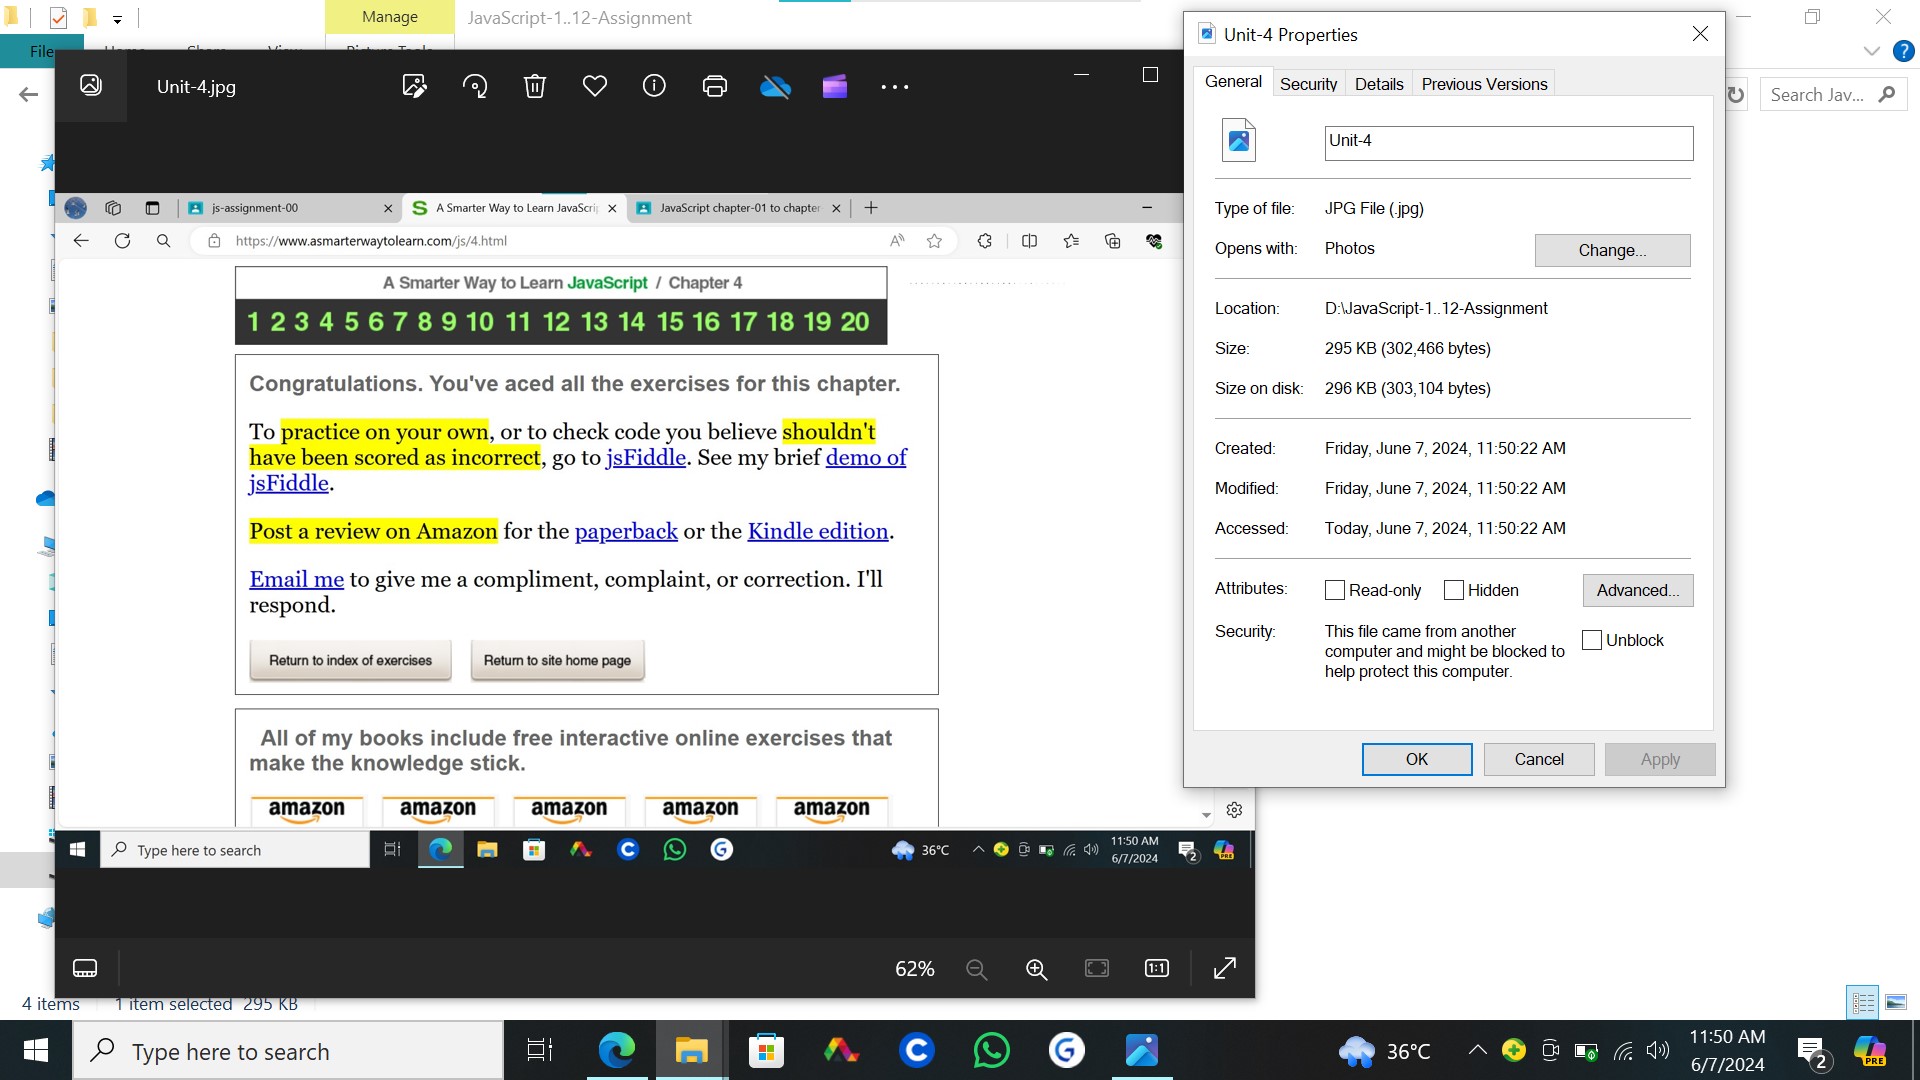 Manage
JavaScript-1..12-Assignment
File
Unit-4.jpg
js-assignment-00
A Smarter Way to Learn JavaScrip
JavaScript chapter-01 to chapter-
https://www.asmarterwaytolearn.com/js/4.html
A Smarter Way to Learn JavaScript / Chapter 4
1 2 3 4 5 6 7 8 9 10 11 12 13 14 15 16 17 18 19 20
Congratulations. You've aced all the exercises for this chapter.
To practice on your own, or to check code you believe shouldn't
have been scored as incorrect, go to jsFiddle. See my brief demo of
jsFiddle.
Post a review on Amazon for the paperback or the Kindle edition.
Email me to give me a compliment, complaint, or correction. I'll
respond.
Return to index of exercises
Return to site home page
All of my books include free interactive online exercises that
make the knowledge stick.
amazon amazon amazon amazon amazon
Type here to search
36°C
11:50 AM
6/7/2024
2
62%
1:1
4 items
1 item selected 295 KB
Unit-4 Properties
General
Security
Details
Previous Versions
Unit-4
Type of file: JPG File (.jpg)
Opens with: Photos
Change...
Location: D:\JavaScript-1..12-Assignment
Size: 295 KB (302,466 bytes)
Size on disk: 296 KB (303,104 bytes)
Created: Friday, June 7, 2024, 11:50:22 AM
Modified: Friday, June 7, 2024, 11:50:22 AM
Accessed: Today, June 7, 2024, 11:50:22 AM
Attributes: Read-only Hidden
Advanced...
Security: This file came from another
computer and might be blocked to
help protect this computer.
Unblock
OK
Cancel
Apply
Search Jav...
Type here to search
36°C
11:50 AM
6/7/2024
2
PRE